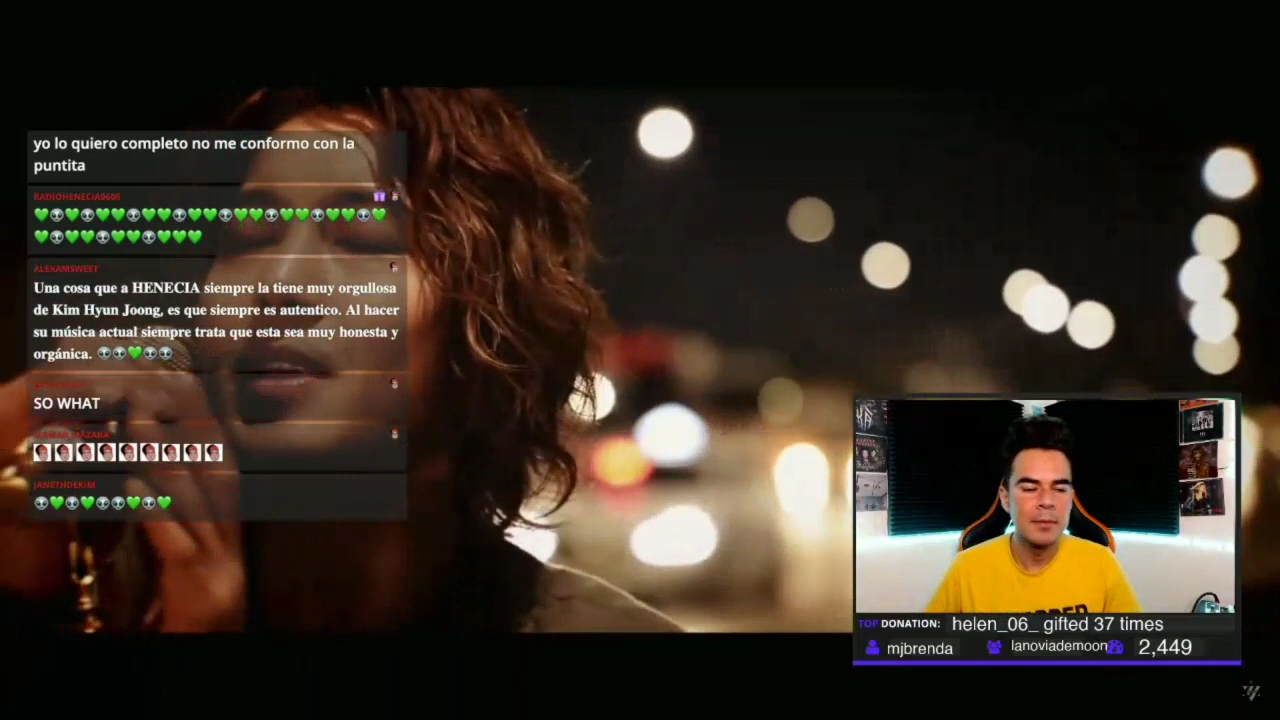 yo lo quiero completo no me conformo con la
puntita
RADIOHENECIA0606
💚👽💚👽💚💚👽💚💚👽💚💚👽💚💚👽💚💚👽💚💚👽💚
💚👽💚💚👽💚💚👽💚💚💚
ALEXAMSWEET
Una cosa que a HENECIA siempre la tiene muy orgullosa
de Kim Hyun Joong, es que siempre es autentico. Al hacer
su música actual siempre trata que esta sea muy honesta y
orgánica. 👽👽💚👽👽
SO WHAT
JANETHDEKIM
👽💚👽💚👽👽💚👽💚
TOP DONATION: helen_06_ gifted 37 times
mjbrenda lanoviademoon 2,449